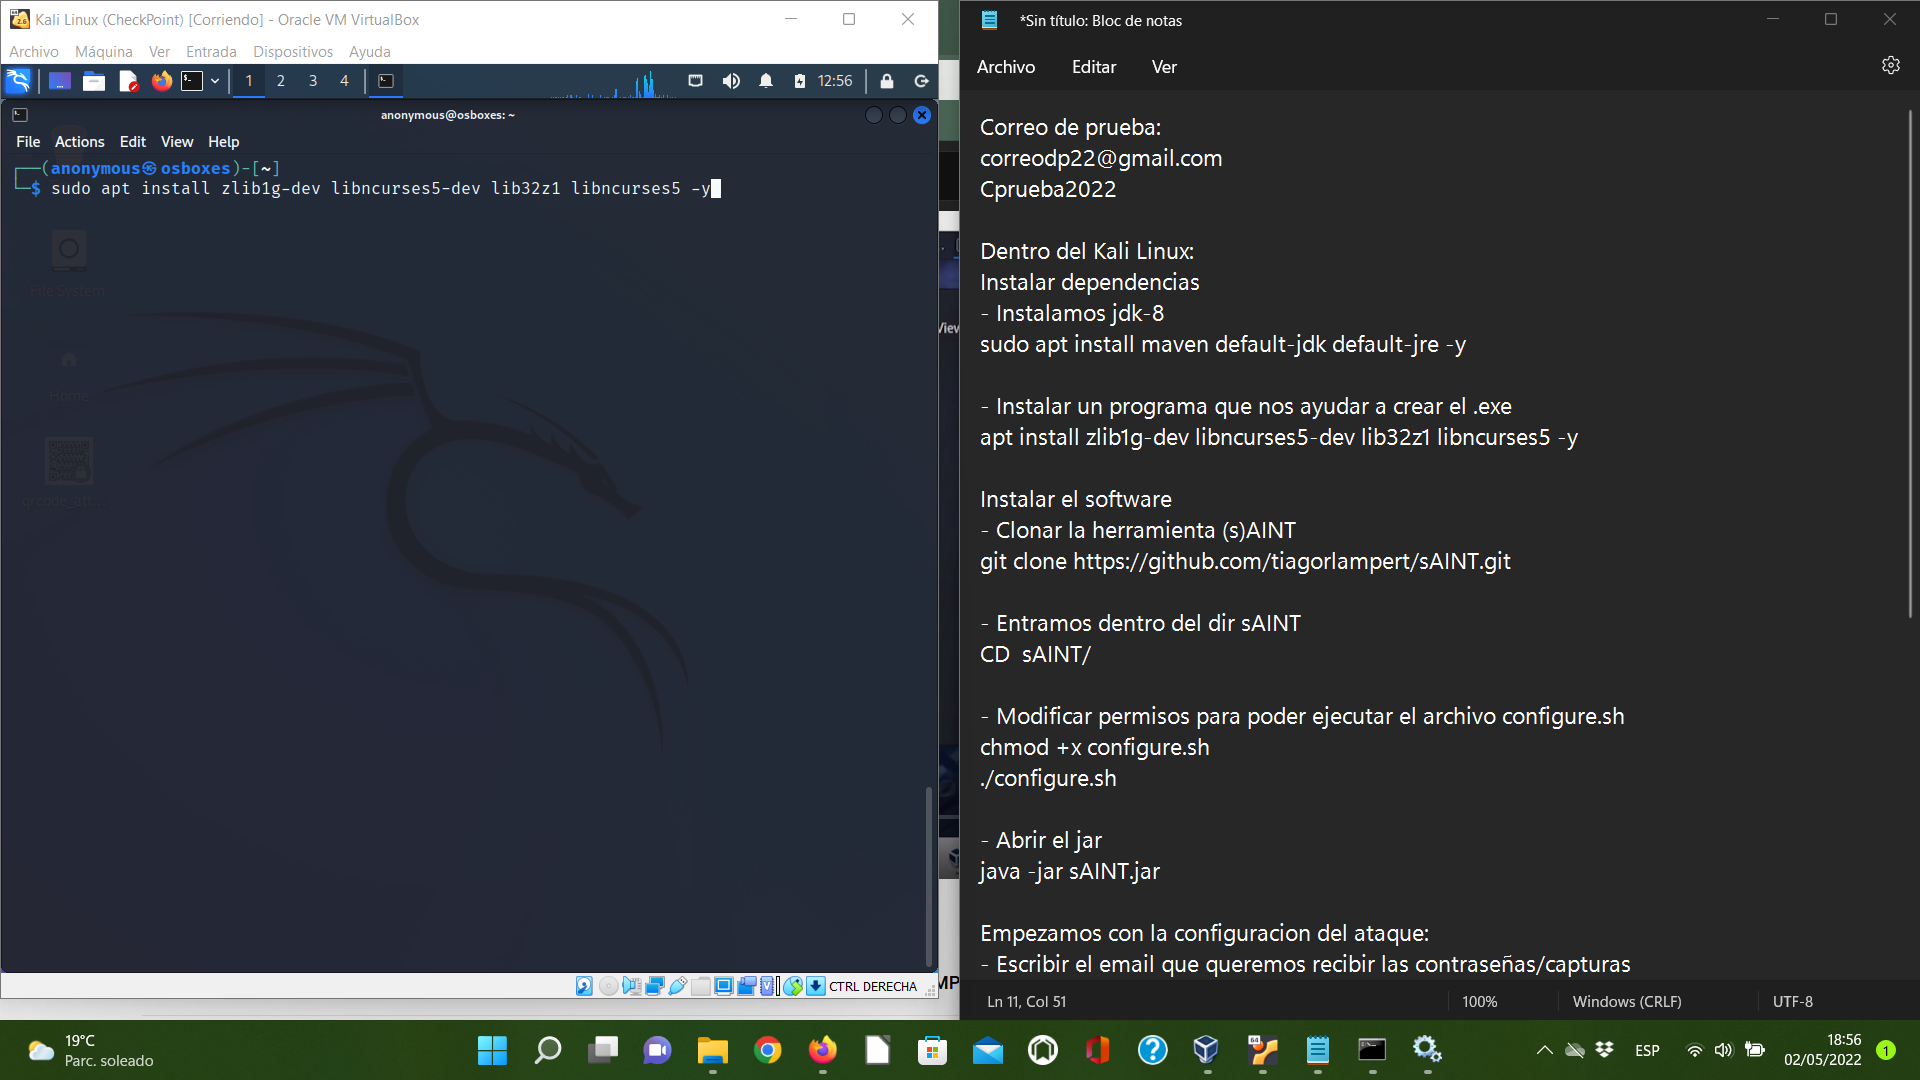 Kali Linux (CheckPoint) [Corriendo] - Oracle VM VirtualBox
Archivo Máquina Ver Entrada Dispositivos Ayuda
1 2 3 4 12:56
anonymous@osboxes: ~
File Actions Edit View Help
(anonymous㉿osboxes)-[~]
$ sudo apt install zlib1g-dev libncurses5-dev lib32z1 libncurses5 -y
File System
Home
CTRL DERECHA
*Sin título: Bloc de notas
Archivo Editar Ver
Correo de prueba:
correodp22@gmail.com
Cprueba2022
Dentro del Kali Linux:
Instalar dependencias
- Instalamos jdk-8
sudo apt install maven default-jdk default-jre -y
- Instalar un programa que nos ayudar a crear el .exe
apt install zlib1g-dev libncurses5-dev lib32z1 libncurses5 -y
Instalar el software
- Clonar la herramienta (s)AINT
git clone https://github.com/tiagorlampert/sAINT.git
- Entramos dentro del dir sAINT
CD  sAINT/
- Modificar permisos para poder ejecutar el archivo configure.sh
chmod +x configure.sh
./configure.sh
- Abrir el jar
java -jar sAINT.jar
Empezamos con la configuracion del ataque:
- Escribir el email que queremos recibir las contraseñas/capturas
Ln 11, Col 51 100% Windows (CRLF) UTF-8
19°C
Parc. soleado
ESP
18:56
02/05/2022
1